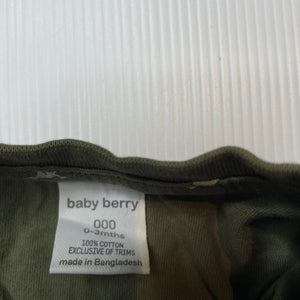 baby berry
000
0-3mths
100% COTTON
EXCLUSIVE OF TRIMS
made in Bangladesh